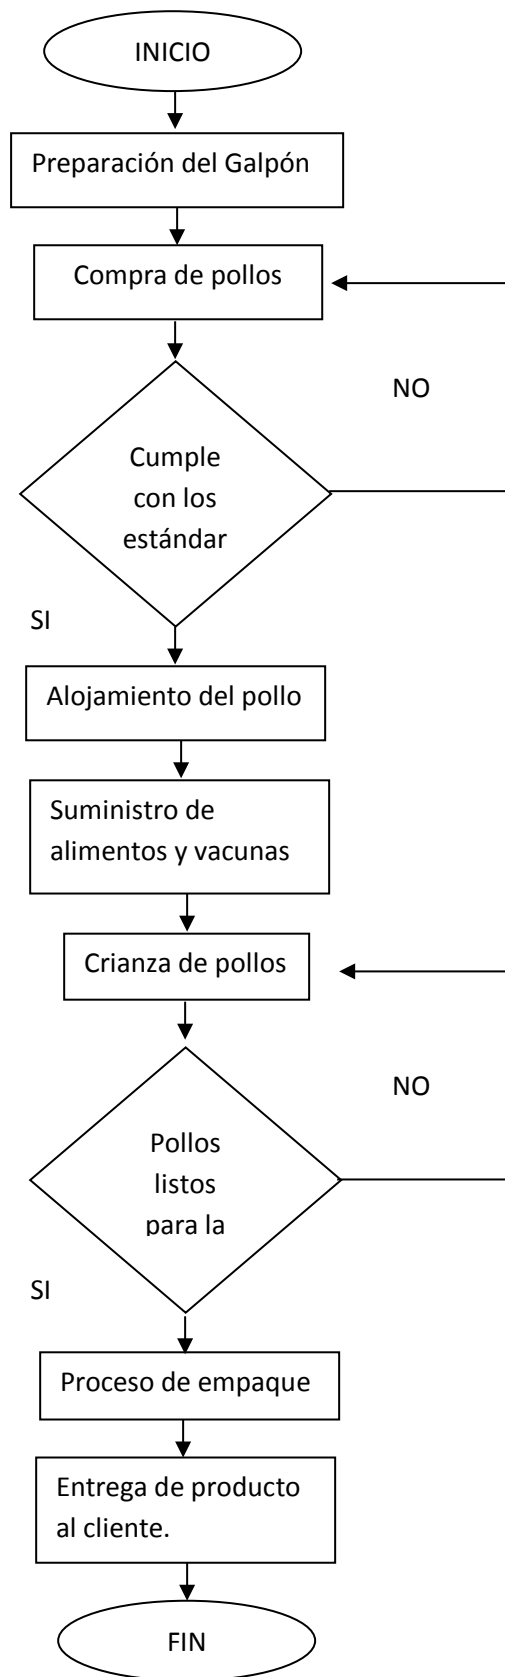 INICIO
Preparación del Galpón
Compra de pollos
NO
Cumple
con los
estándar
SI
Alojamiento del pollo
Suministro de
alimentos y vacunas
Crianza de pollos
NO
Pollos
listos
para la
SI
Proceso de empaque
Entrega de producto
al cliente.
FIN